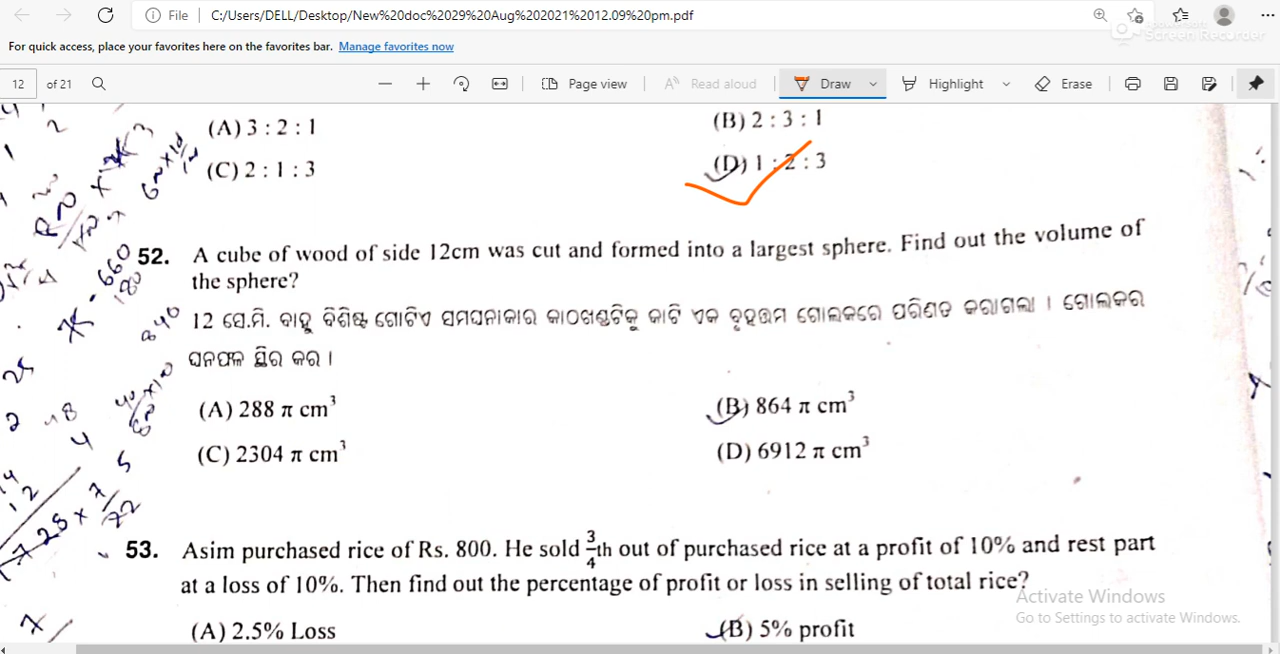 File C:/Users/DELL/Desktop/New%20doc%2029%20Aug%202021%2012.09%20pm.pdf
Screen Recorder
For quick access, place your favorites here on the favorites bar. Manage favorites now
12 of 21 Page view Read aloud Draw Highlight Erase
(A) 3 : 2 : 1 (B) 2 : 3 : 1
(C) 2 : 1 : 3 (D) 1 : 2 : 3
52. A cube of wood of side 12cm was cut and formed into a largest sphere. Find out the volume of
the sphere?
12 ସେ.ମି. ବାହୁ ବିଶିଷ୍ଟ ଗୋଟିଏ ସମଘନାକାର କାଠଖଣ୍ଡଟିକୁ କାଟି ଏକ ବୃହତ୍ତମ ଗୋଲକରେ ପରିଣତ କରାଗଲା । ଗୋଲକର
ଘନଫଳ ସ୍ଥିର କର ।
(A) 288 π cm³ (B) 864 π cm³
(C) 2304 π cm³ (D) 6912 π cm³
53. Asim purchased rice of Rs. 800. He sold 3/4th out of purchased rice at a profit of 10% and rest part
at a loss of 10%. Then find out the percentage of profit or loss in selling of total rice?
Activate Windows
Go to Settings to activate Windows.
(A) 2.5% Loss (B) 5% profit